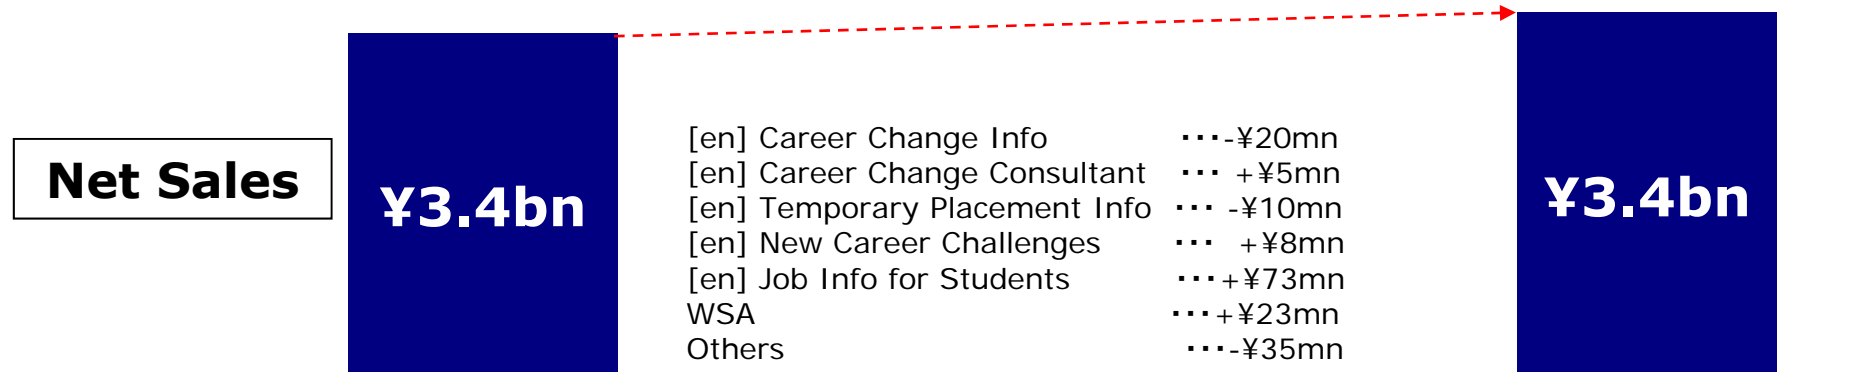 Net Sales
¥3.4bn
[en] Career Change Info ・・・-¥20mn
[en] Career Change Consultant ・・・ +¥5mn
[en] Temporary Placement Info ・・・ -¥10mn
[en] New Career Challenges ・・・ +¥8mn
[en] Job Info for Students ・・・+¥73mn
WSA ・・・+¥23mn
Others ・・・-¥35mn
¥3.4bn